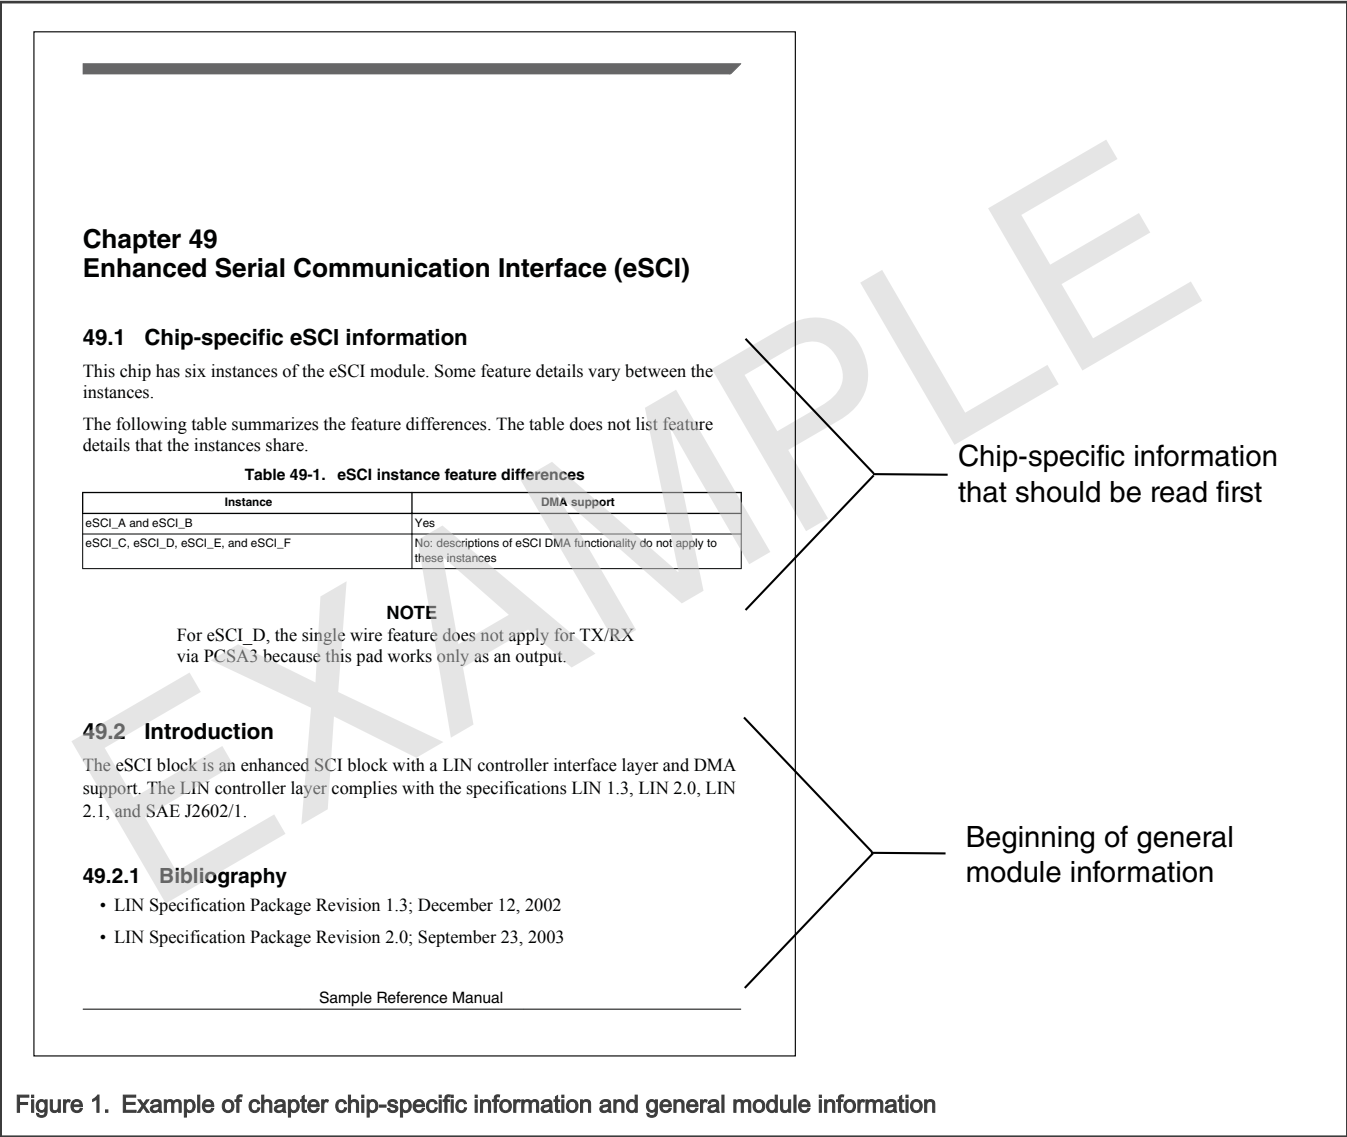 Chapter 49
Enhanced Serial Communication Interface (eSCI)
49.1 Chip-specific eSCI information
This chip has six instances of the eSCI module. Some feature details vary between the
instances.
The following table summarizes the feature differences. The table does not list feature
details that the instances share.
Table 49-1. eSCI instance feature differences
Instance DMA support
eSCI_A and eSCI_B Yes
eSCI_C, eSCI_D, eSCI_E, and eSCI_F No: descriptions of eSCI DMA functionality do not apply to
these instances
NOTE
For eSCI_D, the single wire feature does not apply for TX/RX
via PCSA3 because this pad works only as an output.
49.2 Introduction
The eSCI block is an enhanced SCI block with a LIN controller interface layer and DMA
support. The LIN controller layer complies with the specifications LIN 1.3, LIN 2.0, LIN
2.1, and SAE J2602/1.
49.2.1 Bibliography
• LIN Specification Package Revision 1.3; December 12, 2002
• LIN Specification Package Revision 2.0; September 23, 2003
Sample Reference Manual
EXAMPLE
Chip-specific information
that should be read first
Beginning of general
module information
Figure 1. Example of chapter chip-specific information and general module information